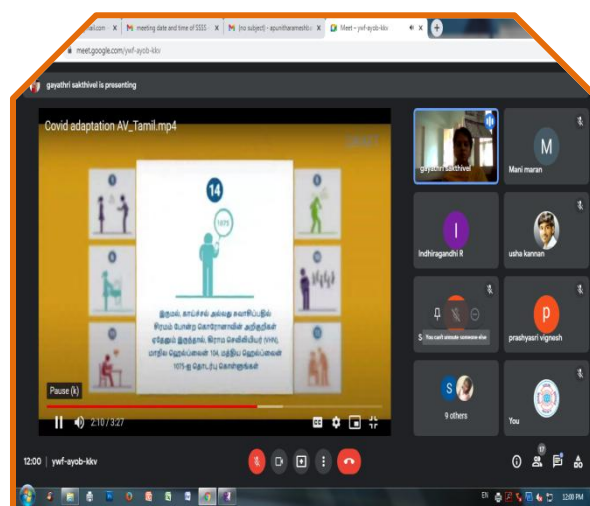 mail.com - X
meeting date and time of SSSS - X
(no subject) - apunitharamesh@
Meet – ywf-ayob-kkv
meet.google.com/ywf-ayob-kkv
gayathri sakthivel is presenting
Covid adaptation AV_Tamil.mp4
14
1075
இருமல், காய்ச்சல் அல்லது சுவாசிப்பதில்
சிரமம் போன்ற கொரோனாவின் அறிகுறிகள்
ஏதேனும் இருந்தால், கிராம செவிலியர் (VHN),
மாநில ஹெல்ப்லைன் 104, மத்திய ஹெல்ப்லைன்
1075-ஐ தொடர்பு கொள்ளுங்கள்
Pause (k)
2:10 / 3:27
gayathri sakthivel
M
Mani maran
I
Indhiragandhi R
usha kannan
S
You can't unmute someone else
P
prashyasri vignesh
S
9 others
You
12:00 | ywf-ayob-kkv
17
EN
12:00 PM